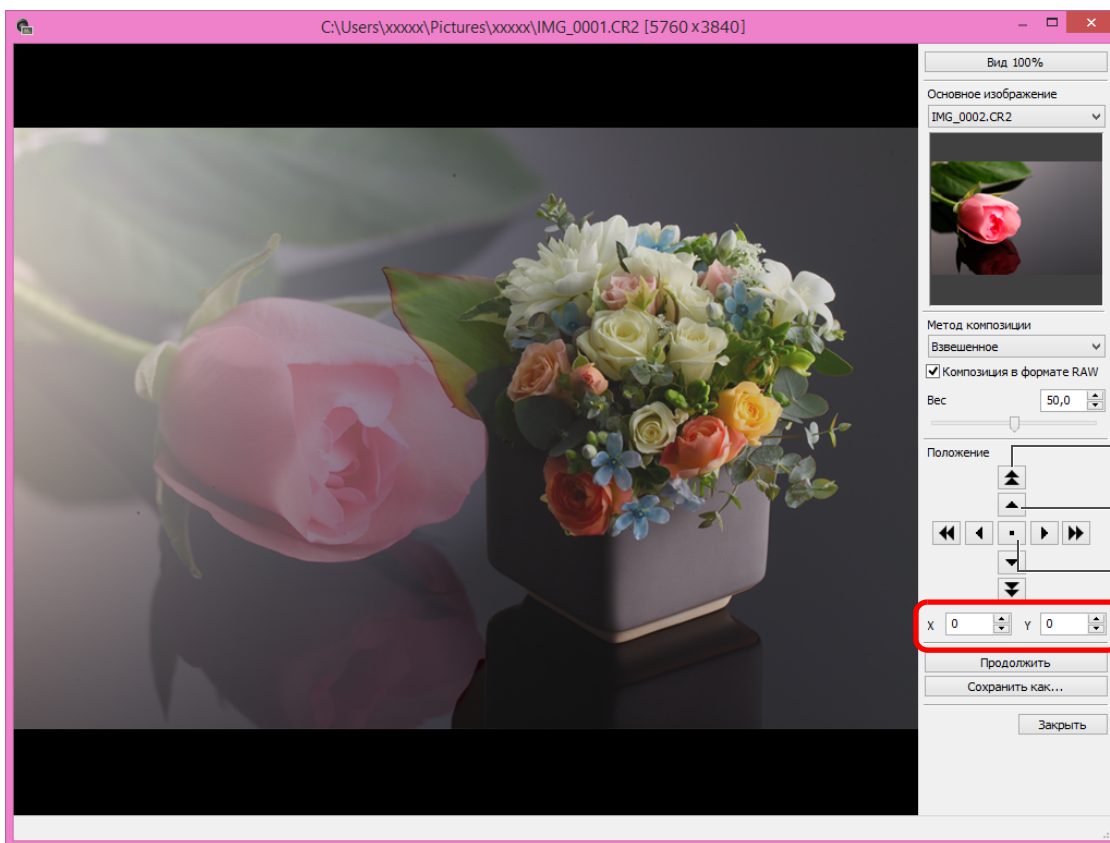 C:\Users\xxxxx\Pictures\xxxxx\IMG_0001.CR2 [5760 x 3840]
Вид 100%
Основное изображение
IMG_0002.CR2
Метод композиции
Взвешенное
Композиция в формате RAW
Вес 50,0
Положение
X 0 Y 0
Продолжить
Сохранить как...
Закрыть